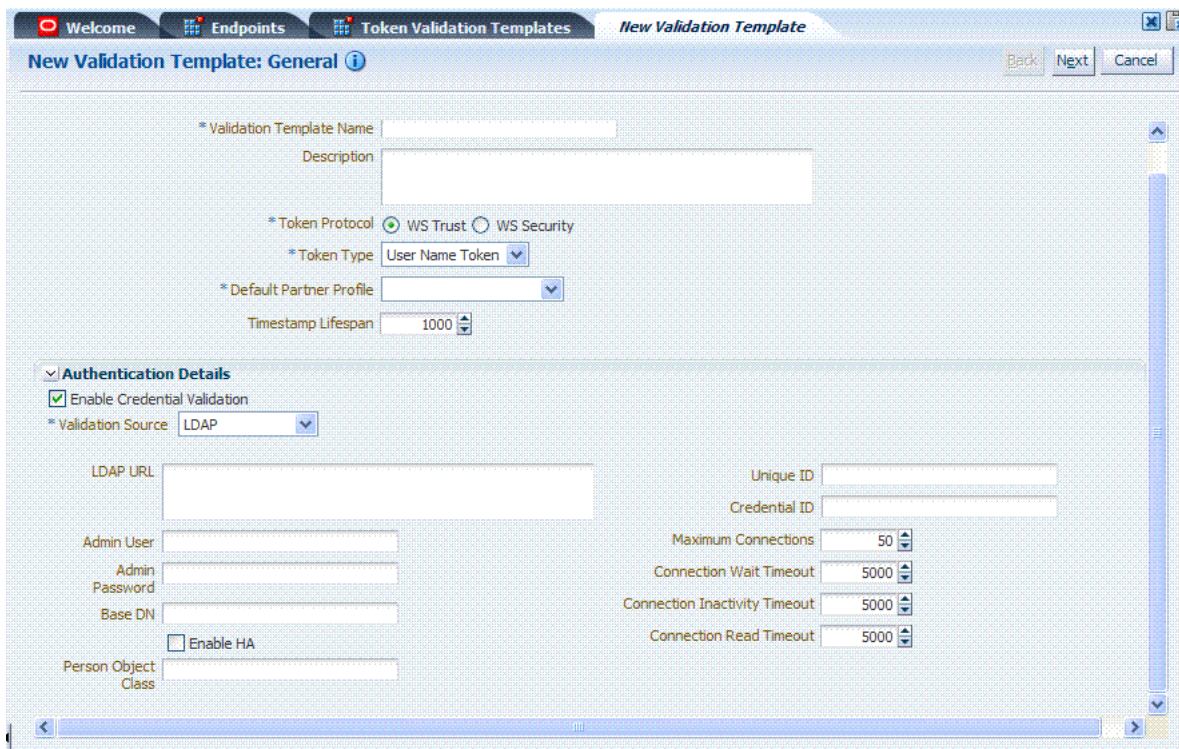 Welcome
Endpoints
Token Validation Templates
New Validation Template
New Validation Template: General
Back
Next
Cancel
* Validation Template Name
Description
* Token Protocol WS Trust WS Security
* Token Type User Name Token
* Default Partner Profile
Timestamp Lifespan 1000
Authentication Details
Enable Credential Validation
* Validation Source LDAP
LDAP URL
Admin User
Admin
Password
Base DN
Enable HA
Person Object
Class
Unique ID
Credential ID
Maximum Connections 50
Connection Wait Timeout 5000
Connection Inactivity Timeout 5000
Connection Read Timeout 5000